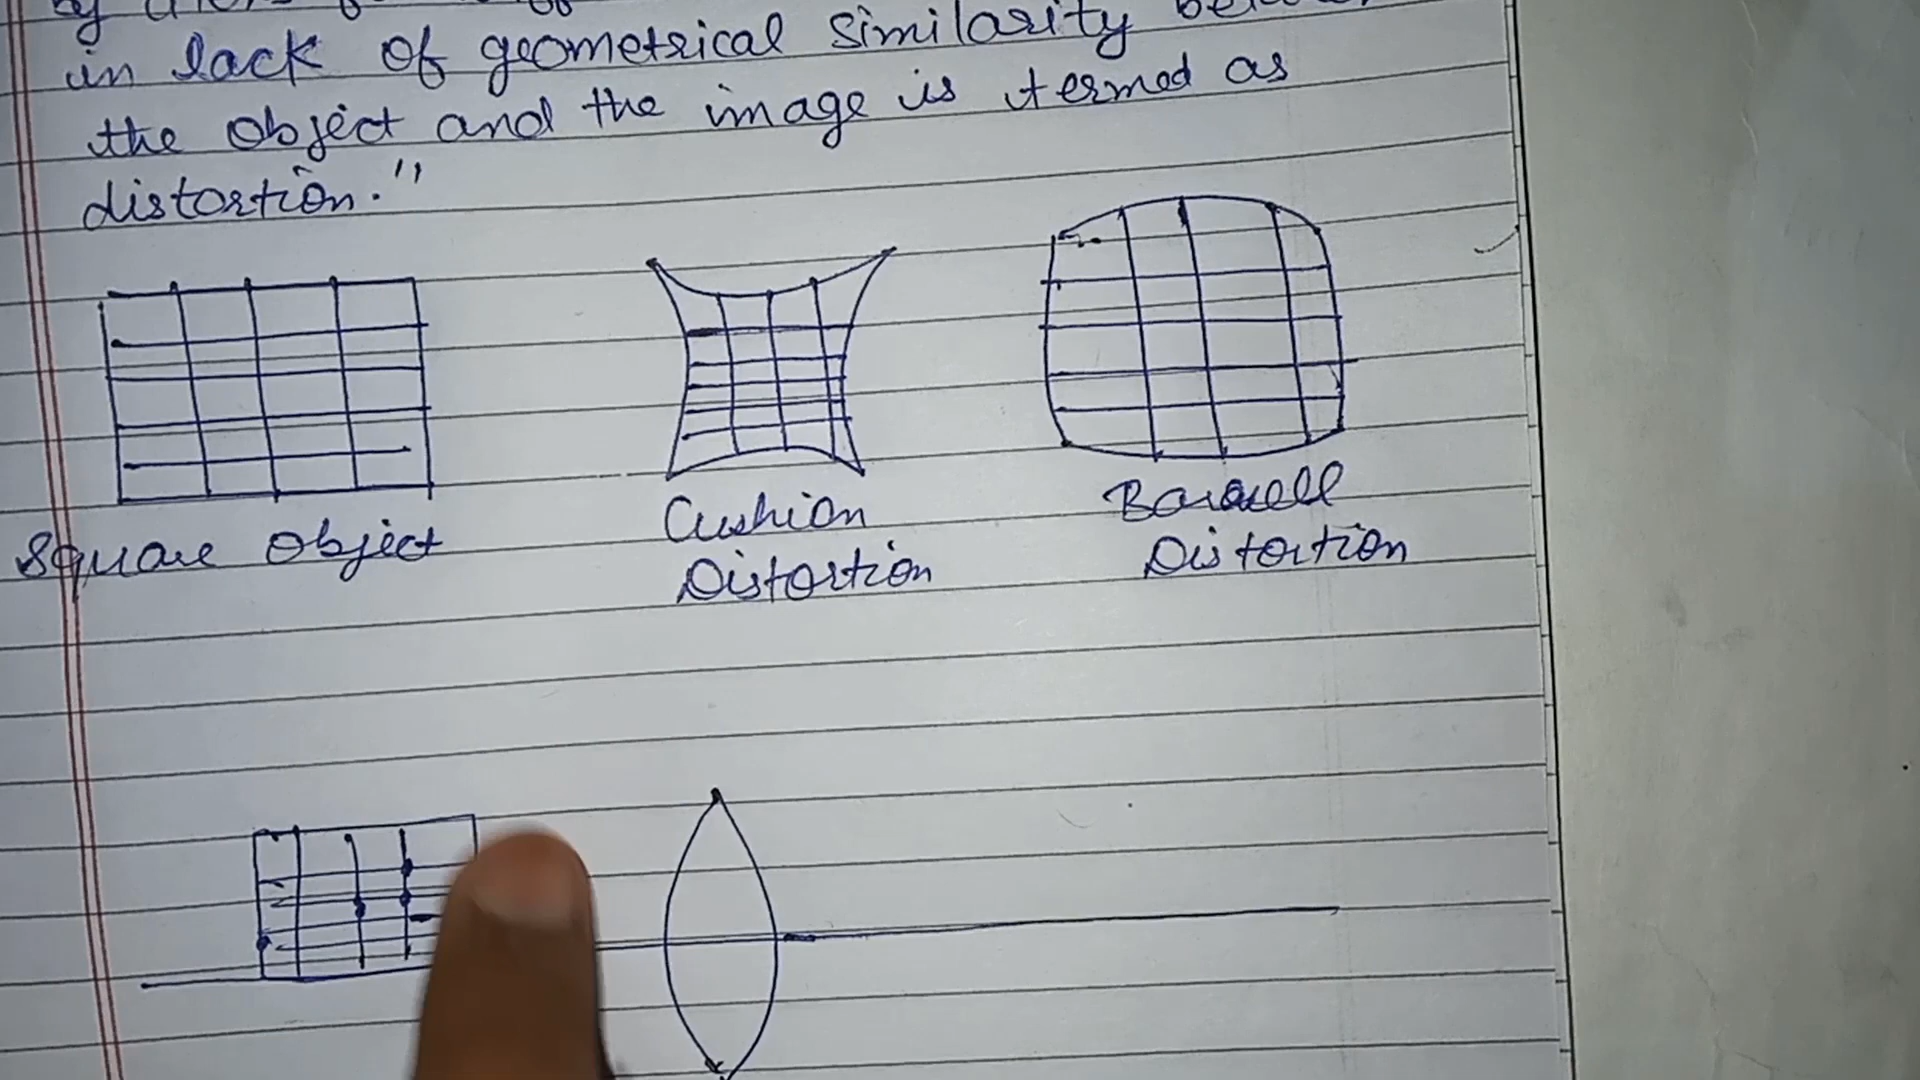 in lack of geometrical similarity
the object and the image is termed as
distortion."
Square Object
Cushion
Distortion
Barrell
Distortion